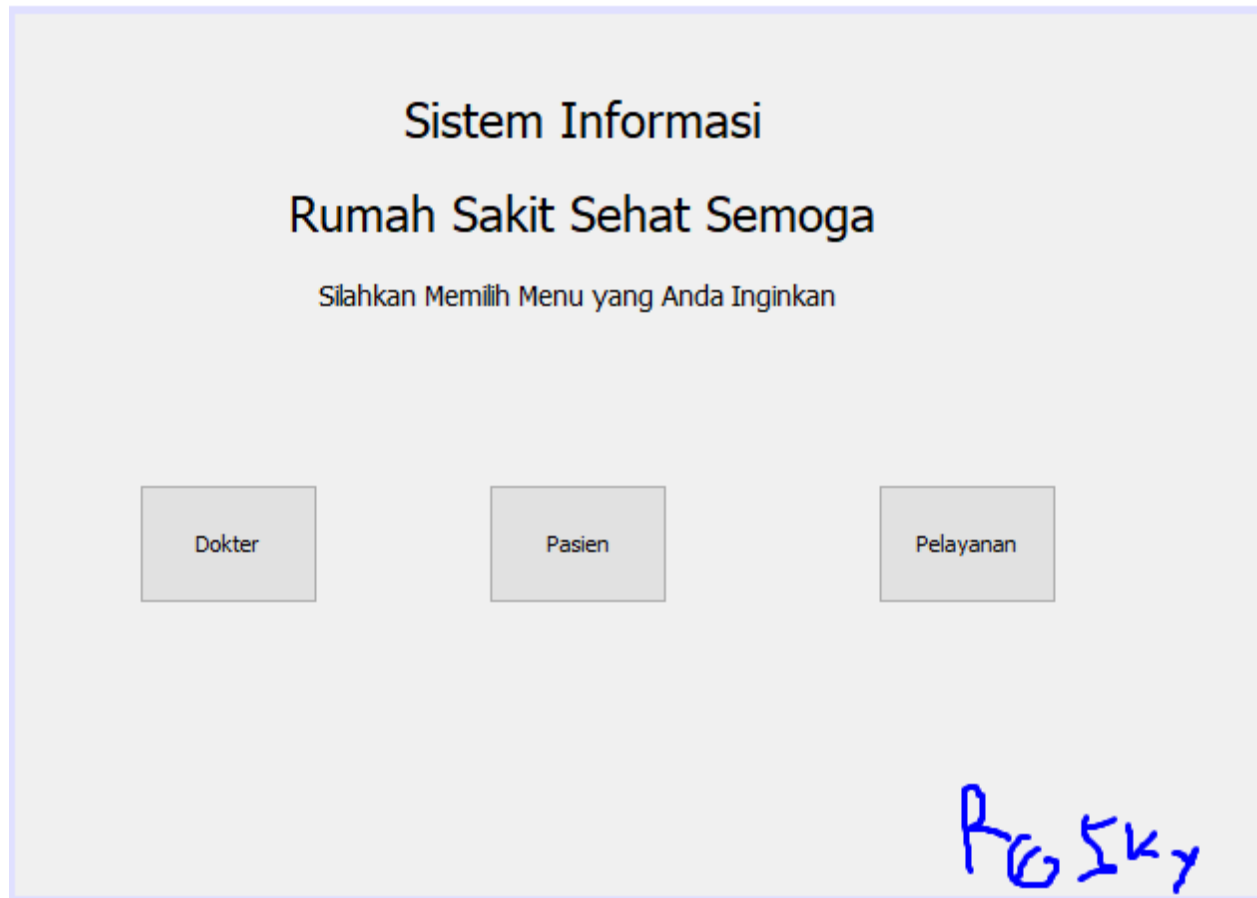 Sistem Informasi
Rumah Sakit Sehat Semoga
Silahkan Memilih Menu yang Anda Inginkan
Dokter Pasien Pelayanan